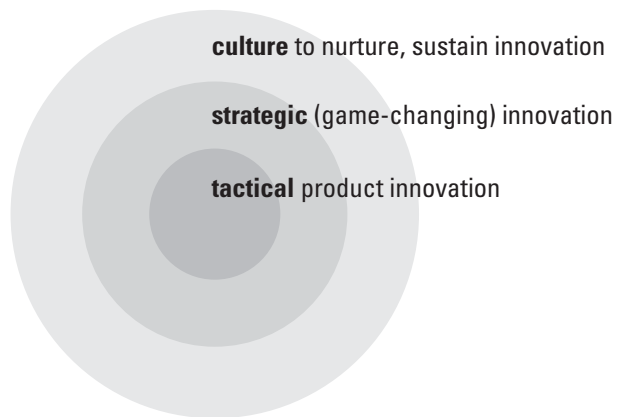 culture to nurture, sustain innovation
strategic (game-changing) innovation
tactical product innovation